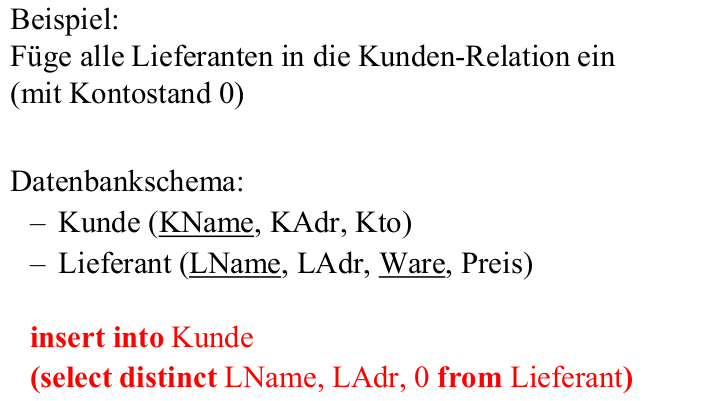 Beispiel:
Füge alle Lieferanten in die Kunden-Relation ein
(mit Kontostand 0)
Datenbankschema:
– Kunde (KName, KAdr, Kto)
– Lieferant (LName, LAdr, Ware, Preis)
insert into Kunde
(select distinct LName, LAdr, 0 from Lieferant)